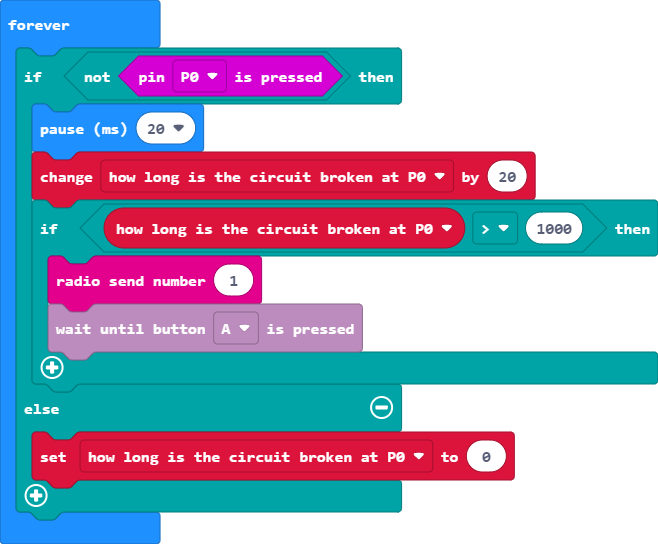 forever
if not pin P0 is pressed then
pause (ms) 20
change how long is the circuit broken at P0 by 20
if how long is the circuit broken at P0 > 1000 then
radio send number 1
wait until button A is pressed
else
set how long is the circuit broken at P0 to 0